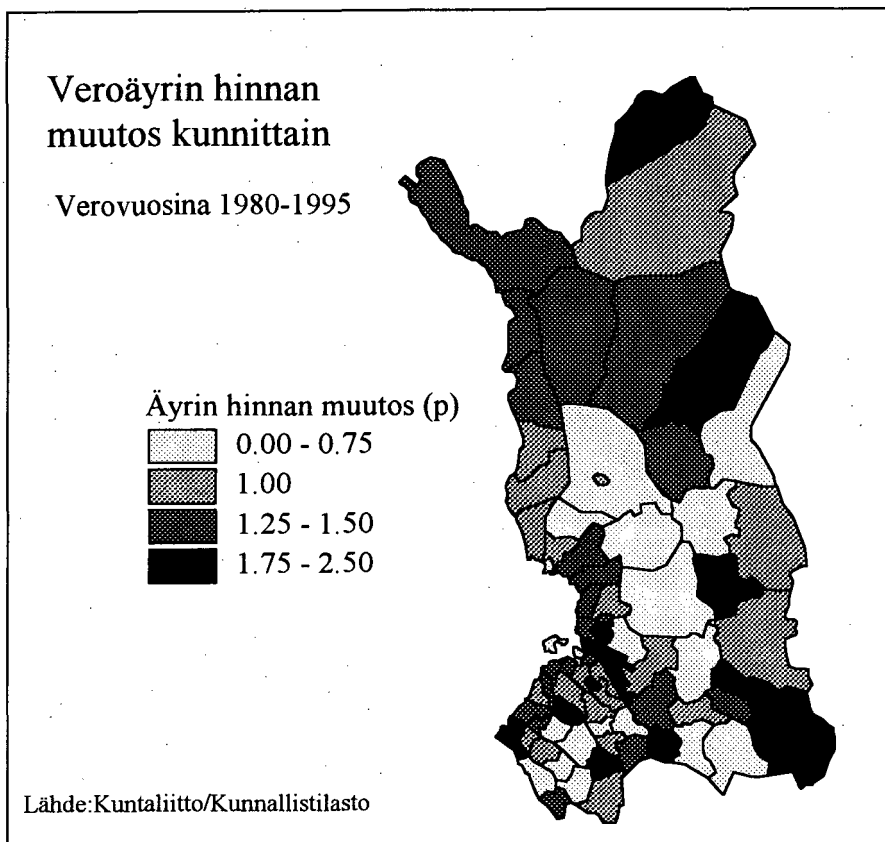 Veroäyrin hinnan
muutos kunnittain
Verovuosina 1980-1995
Äyrin hinnan muutos (p)
0.00 - 0.75
1.00
1.25 - 1.50
1.75 - 2.50
Lähde:Kuntaliitto/Kunnallistilasto